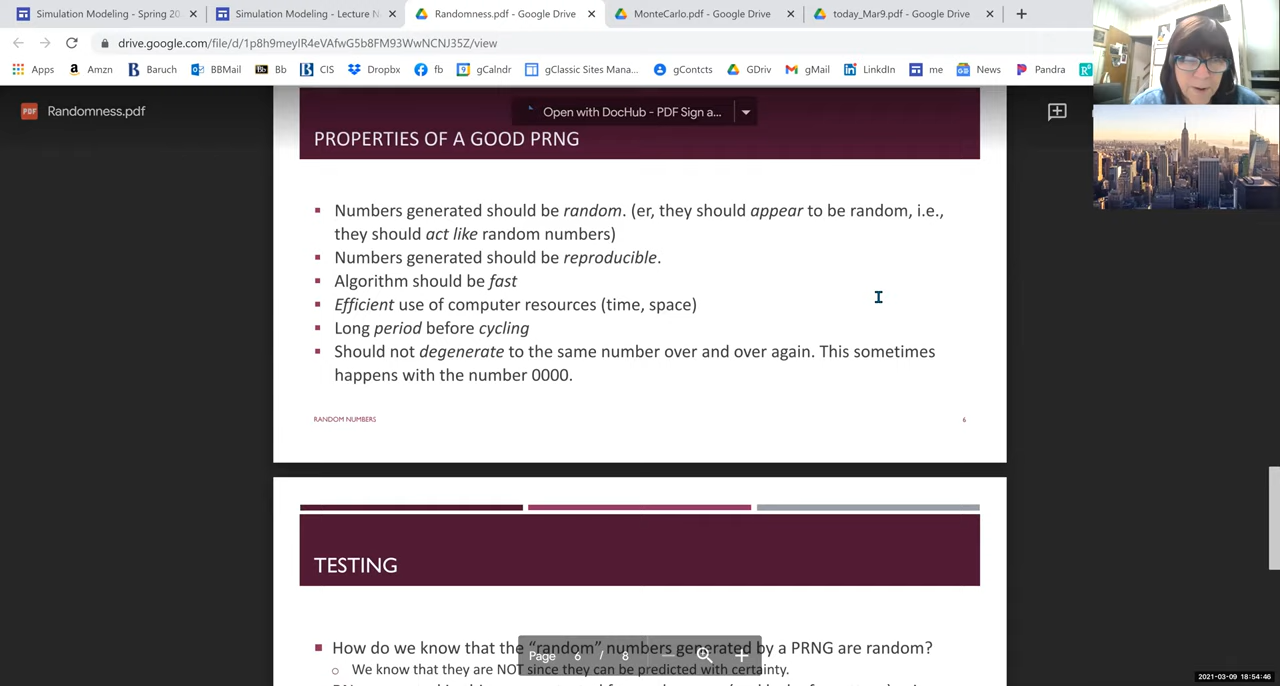 Simulation Modeling - Spring 20
Simulation Modeling - Lecture N
Randomness.pdf - Google Drive
MonteCarlo.pdf - Google Drive
today_Mar9.pdf - Google Drive
drive.google.com/file/d/1p8h9meyIR4eVAfwG5b8FM93WwNCNJ35Z/view
Apps Amzn Baruch BBMail Bb CIS Dropbx fb gCalndr gClassic Sites Mana... gContcts GDriv gMail LinkdIn me News Pandra
PDF Randomness.pdf
Open with DocHub - PDF Sign a...
PROPERTIES OF A GOOD PRNG
▪ Numbers generated should be random. (er, they should appear to be random, i.e.,
they should act like random numbers)
▪ Numbers generated should be reproducible.
▪ Algorithm should be fast
▪ Efficient use of computer resources (time, space)
▪ Long period before cycling
▪ Should not degenerate to the same number over and over again. This sometimes
happens with the number 0000.
RANDOM NUMBERS 6
TESTING
▪ How do we know that the “random” numbers generated by a PRNG are random?
Page 6 / 8
o We know that they are NOT since they can be predicted with certainty.
2021-03-09 18:54:46